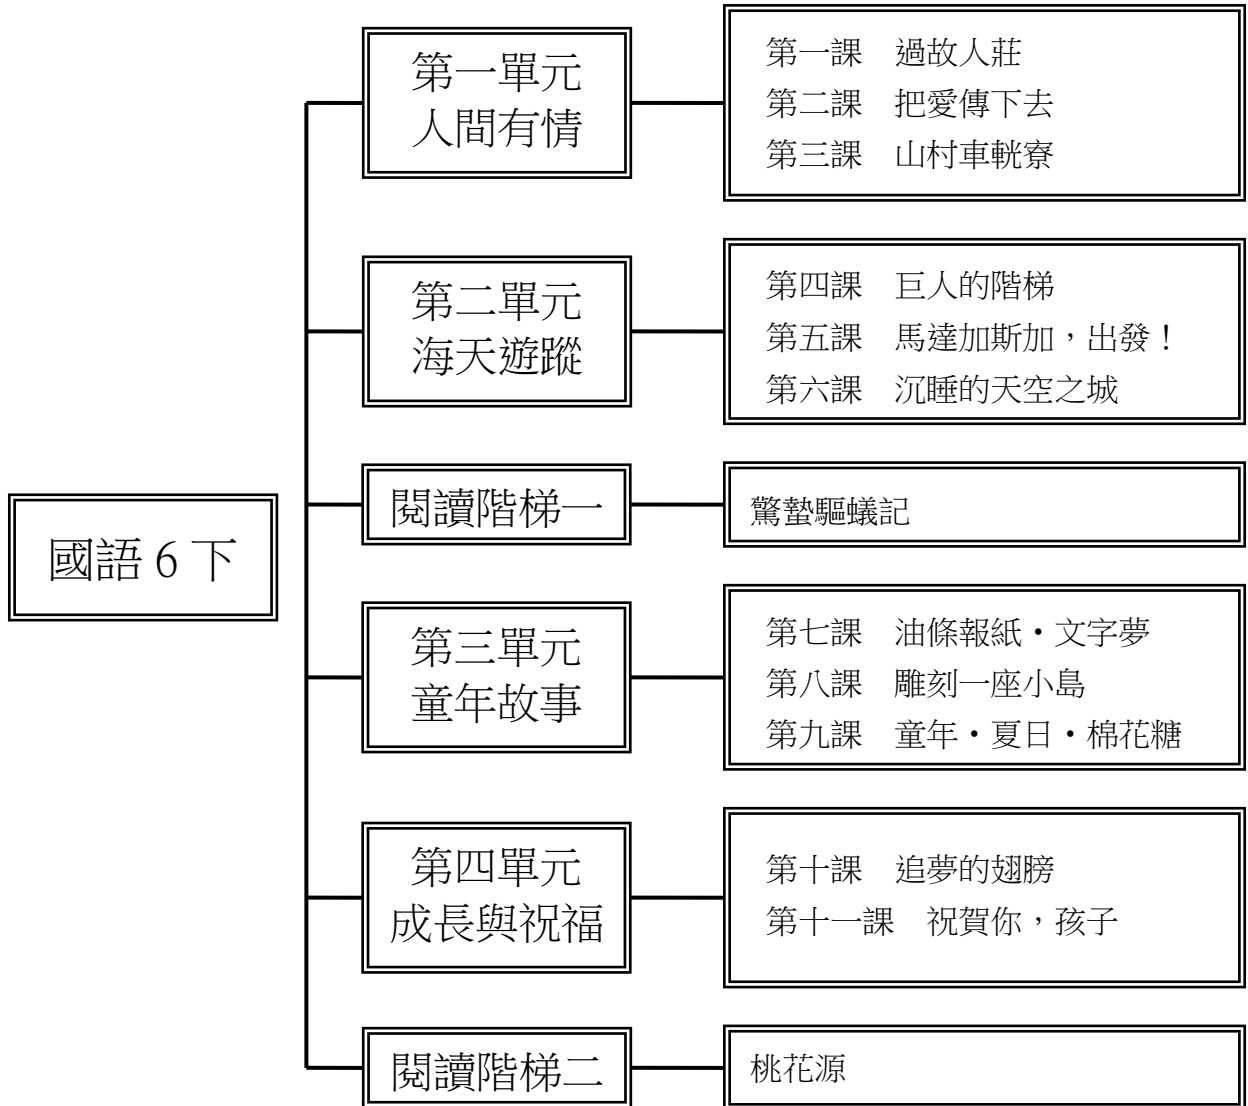 國語 6 下
第一單元
人間有情
第一課　過故人莊
第二課　把愛傳下去
第三課　山村車輄寮
第二單元
海天遊蹤
第四課　巨人的階梯
第五課　馬達加斯加，出發！
第六課　沉睡的天空之城
閱讀階梯一
驚蟄驅蟻記
第三單元
童年故事
第七課　油條報紙・文字夢
第八課　雕刻一座小島
第九課　童年・夏日・棉花糖
第四單元
成長與祝福
第十課　追夢的翅膀
第十一課　祝賀你，孩子
閱讀階梯二
桃花源